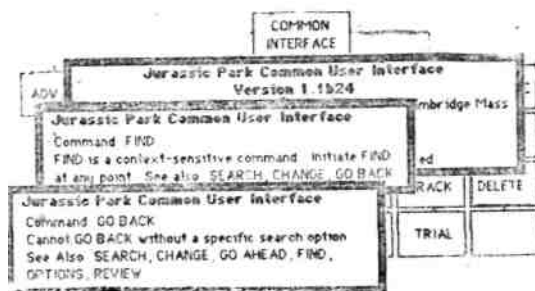 COMMON
INTERFACE
ADV
Jurassic Park Common User Interface
Version 1.1b24
mbridge Mass
ed
Jurassic Park Common User Interface
Command FIND
FIND is a context-sensitive command. Initiate FIND
at any point. See also SEARCH, CHANGE, GO BACK
RACK
DELETE
TRIAL
Jurassic Park Common User Interface
Command GO BACK
Cannot GO BACK without a specific search option
See Also SEARCH, CHANGE, GO AHEAD, FIND,
OPTIONS, REVIEW